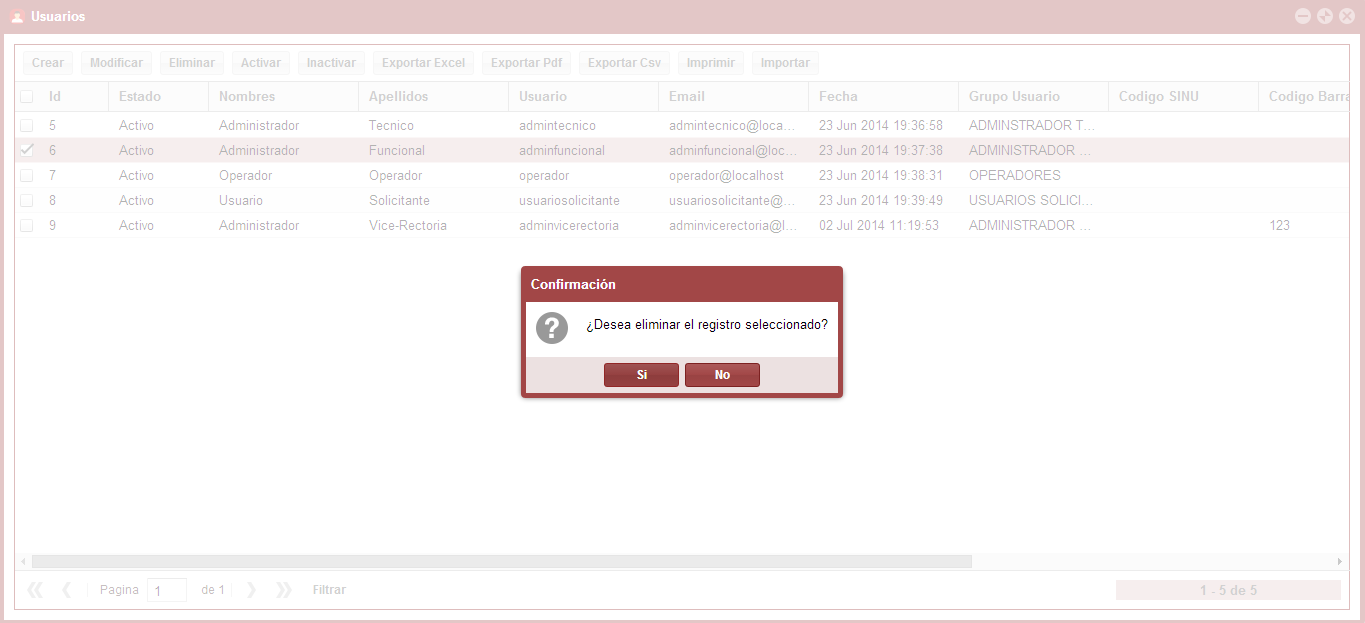 Usuarios
Crear Modificar Eliminar Activar Inactivar Exportar Excel Exportar Pdf Exportar Csv Imprimir Importar
Id Estado Nombres Apellidos Usuario Email Fecha Grupo Usuario Codigo SINU Codigo Barra
5 Activo Administrador Tecnico admintecnico admintecnico@loca... 23 Jun 2014 19:36:58 ADMINSTRADOR T...
6 Activo Administrador Funcional adminfuncional adminfuncional@loc... 23 Jun 2014 19:37:38 ADMINISTRADOR ...
7 Activo Operador Operador operador operador@localhost 23 Jun 2014 19:38:31 OPERADORES
8 Activo Usuario Solicitante usuariosolicitante usuariosolicitante@... 23 Jun 2014 19:39:49 USUARIOS SOLICI...
9 Activo Administrador Vice-Rectoria adminvicerectoria adminvicerectoria@l... 02 Jul 2014 11:19:53 ADMINISTRADOR ... 123
Confirmación
¿Desea eliminar el registro seleccionado?
Si No
Pagina 1 de 1 Filtrar 1 - 5 de 5